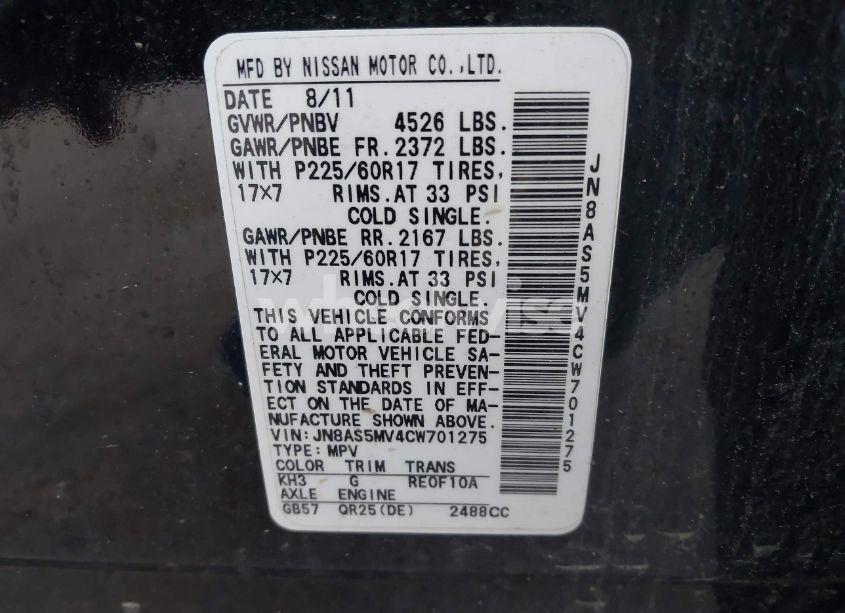 MFD BY NISSAN MOTOR CO.,LTD.
DATE 8/11
GVWR/PNBV 4526 LBS.
GAWR/PNBE FR. 2372 LBS.
WITH P225/60R17 TIRES,
17×7 RIMS.AT 33 PSI
COLD SINGLE.
GAWR/PNBE RR. 2167 LBS.
WITH P225/60R17 TIRES,
17×7 RIMS.AT 33 PSI
COLD SINGLE.
THIS VEHICLE CONFORMS
TO ALL APPLICABLE FED-
ERAL MOTOR VEHICLE SA-
FETY AND THEFT PREVEN-
TION STANDARDS IN EFF-
ECT ON THE DATE OF MA-
NUFACTURE SHOWN ABOVE.
VIN:JN8AS5MV4CW701275
TYPE:MPV
COLOR TRIM TRANS
KH3 G RE0F10A
AXLE ENGINE
GB57 QR25(DE) 2488CC
JN8AS5MV4CW701275